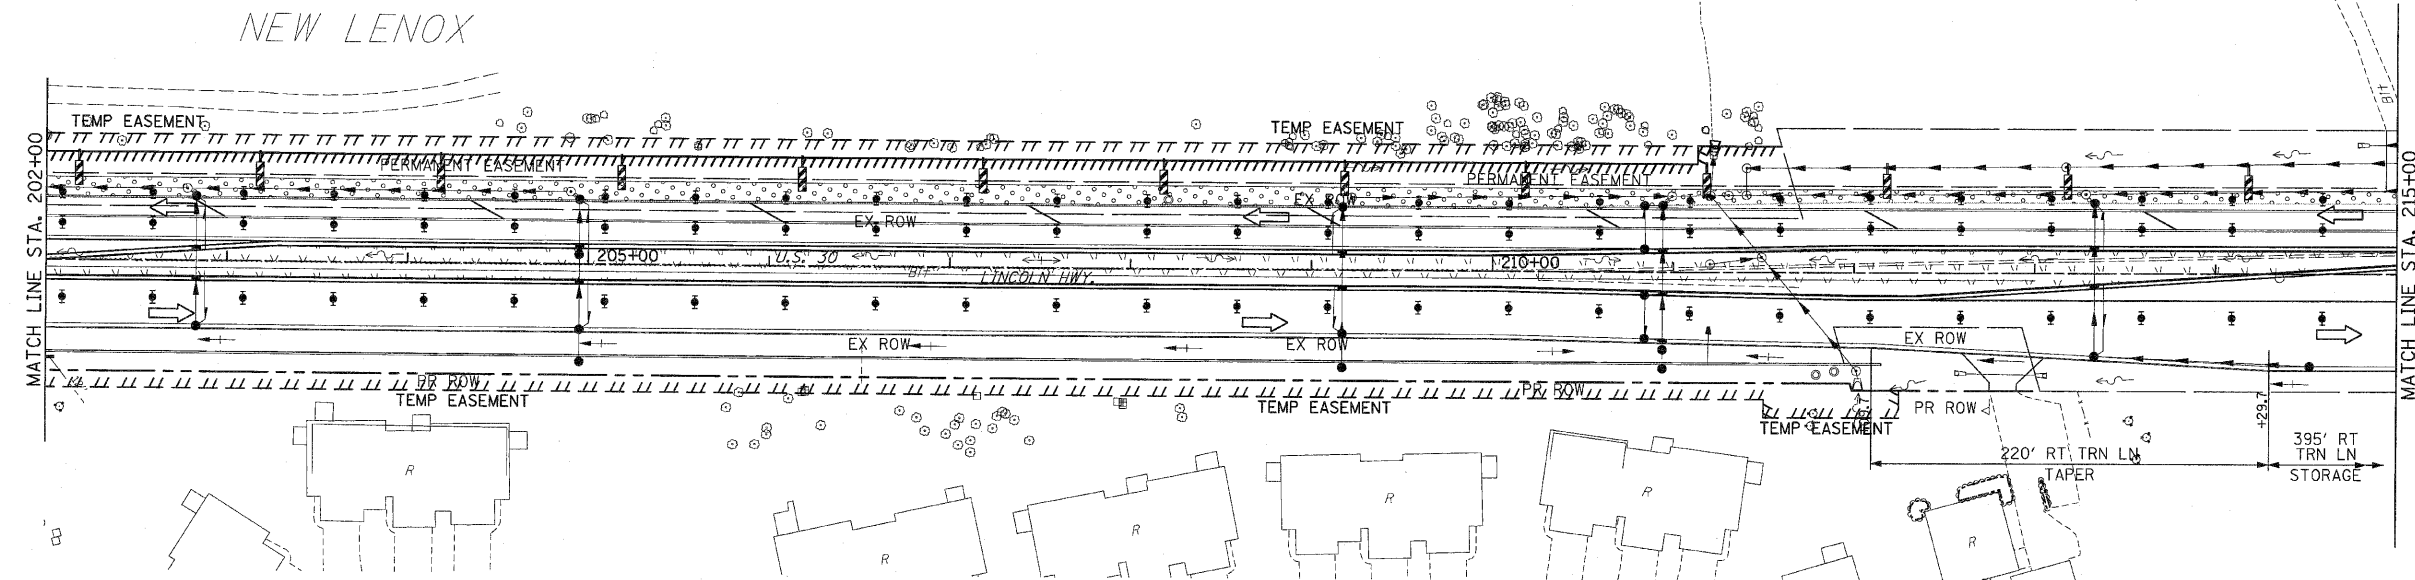 NEW LENOX
TEMP EASEMENT
TEMP EASEMENT
PERMANENT EASEMENT
PERMANENT EASEMENT
MATCH LINE STA. 202+00
MATCH LINE STA. 215+00
BIT
EX ROW
EX ROW
205+00
U.S. 30
210+00
BIT
LINCOLN HWY.
EX ROW
EX ROW
EX ROW
PR ROW
PR ROW
PR ROW
TEMP EASEMENT
TEMP EASEMENT
TEMP EASEMENT
+29.7
220' RT TRN LN
TAPER
395' RT
TRN LN
STORAGE
R
R
R
R
R
R